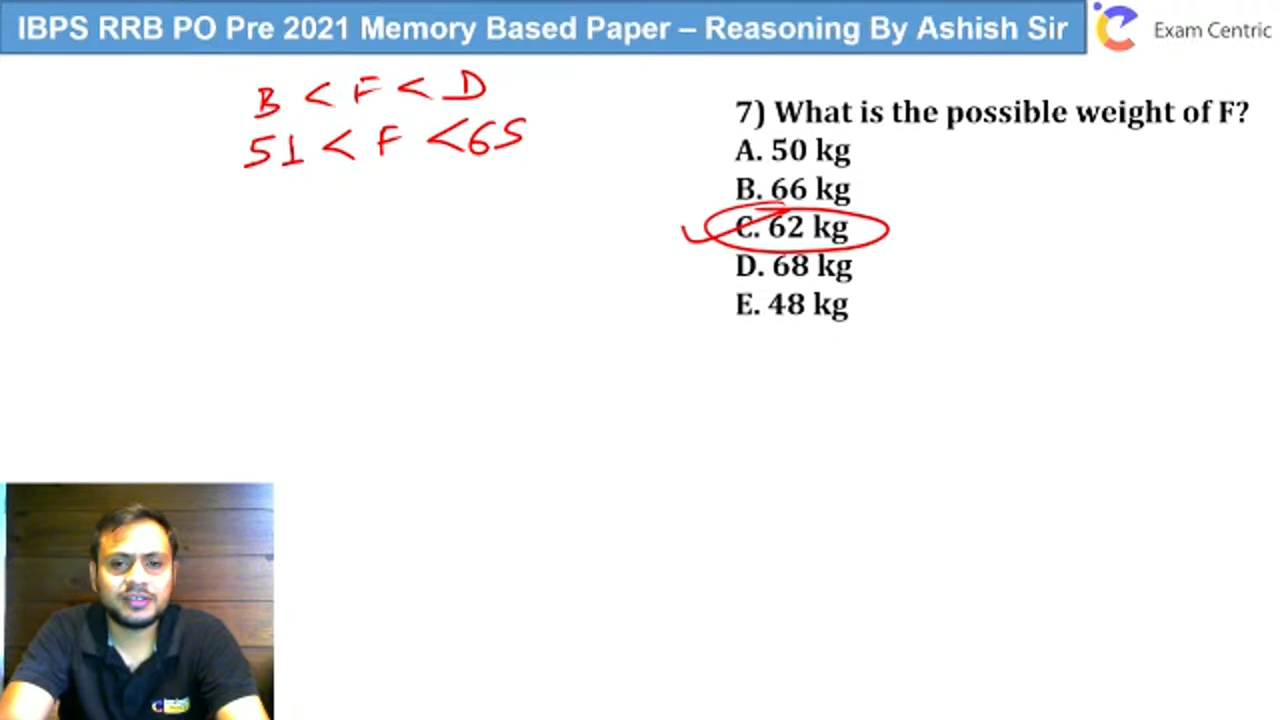 IBPS RRB PO Pre 2021 Memory Based Paper – Reasoning By Ashish Sir
Exam Centric
B < F < D
51 < F < 65
7) What is the possible weight of F?
A. 50 kg
B. 66 kg
C. 62 kg
D. 68 kg
E. 48 kg